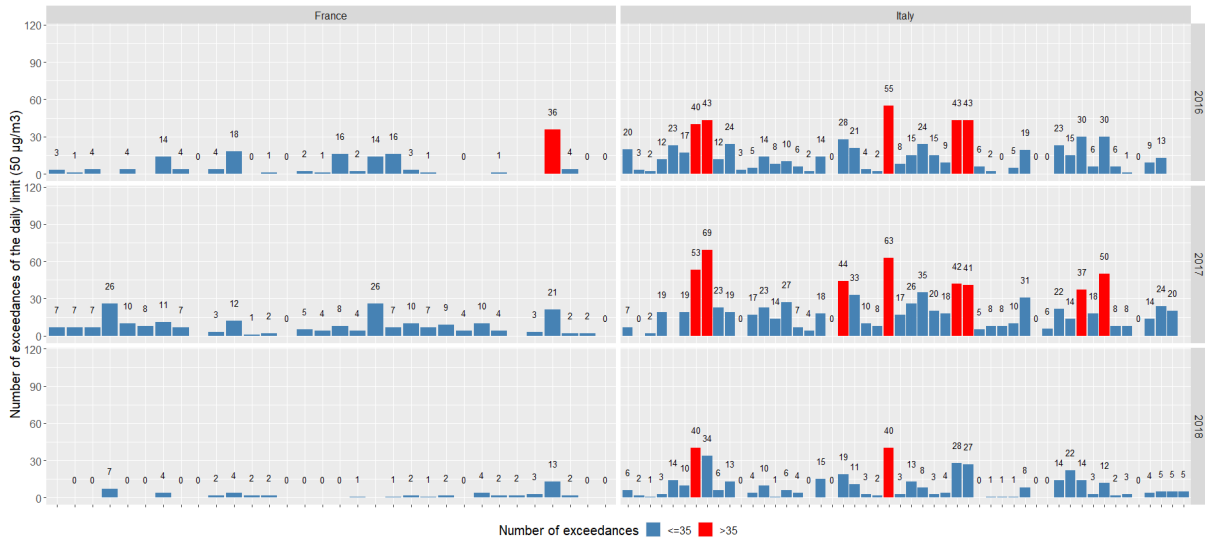 France Italy
120
90
60
30
0
3 1 4 4 14 4 0 4 18 0 1 0 2 1 16 2 14 16 3 1 0 1 36 4 0 0
20 3 2 12 23 17 40 43 12 24 3 5 14 8 10 6 2 14 0 28 21 4 2 55 8 15 24 15 9 43 43 6 2 0 5 19 0 0 23 15 30 6 30 6 1 0 9 13
2016
120
90
60
30
0
7 7 7 26 10 8 11 7 3 12 1 2 0 5 4 8 4 26 7 10 7 9 4 10 4 3 21 2 2 0
7 0 2 19 19 53 69 23 19 0 17 23 14 27 7 4 18 0 44 33 10 8 63 17 26 35 20 18 42 41 5 8 8 10 31 0 6 22 14 37 18 50 8 8 0 14 24 20
2017
120
90
60
30
0
0 0 7 0 0 4 0 0 2 4 2 2 0 0 0 0 1 0 1 2 1 2 0 4 2 2 3 13 2 0 0
6 2 1 3 14 10 40 34 6 13 0 4 10 1 6 4 0 15 0 19 11 3 2 40 3 13 8 3 4 28 27 0 1 1 1 8 0 0 14 22 14 3 12 2 3 0 4 5 5 5
2018
Number of exceedances of the daily limit (50 µg/m3)
Number of exceedances <=35 >35